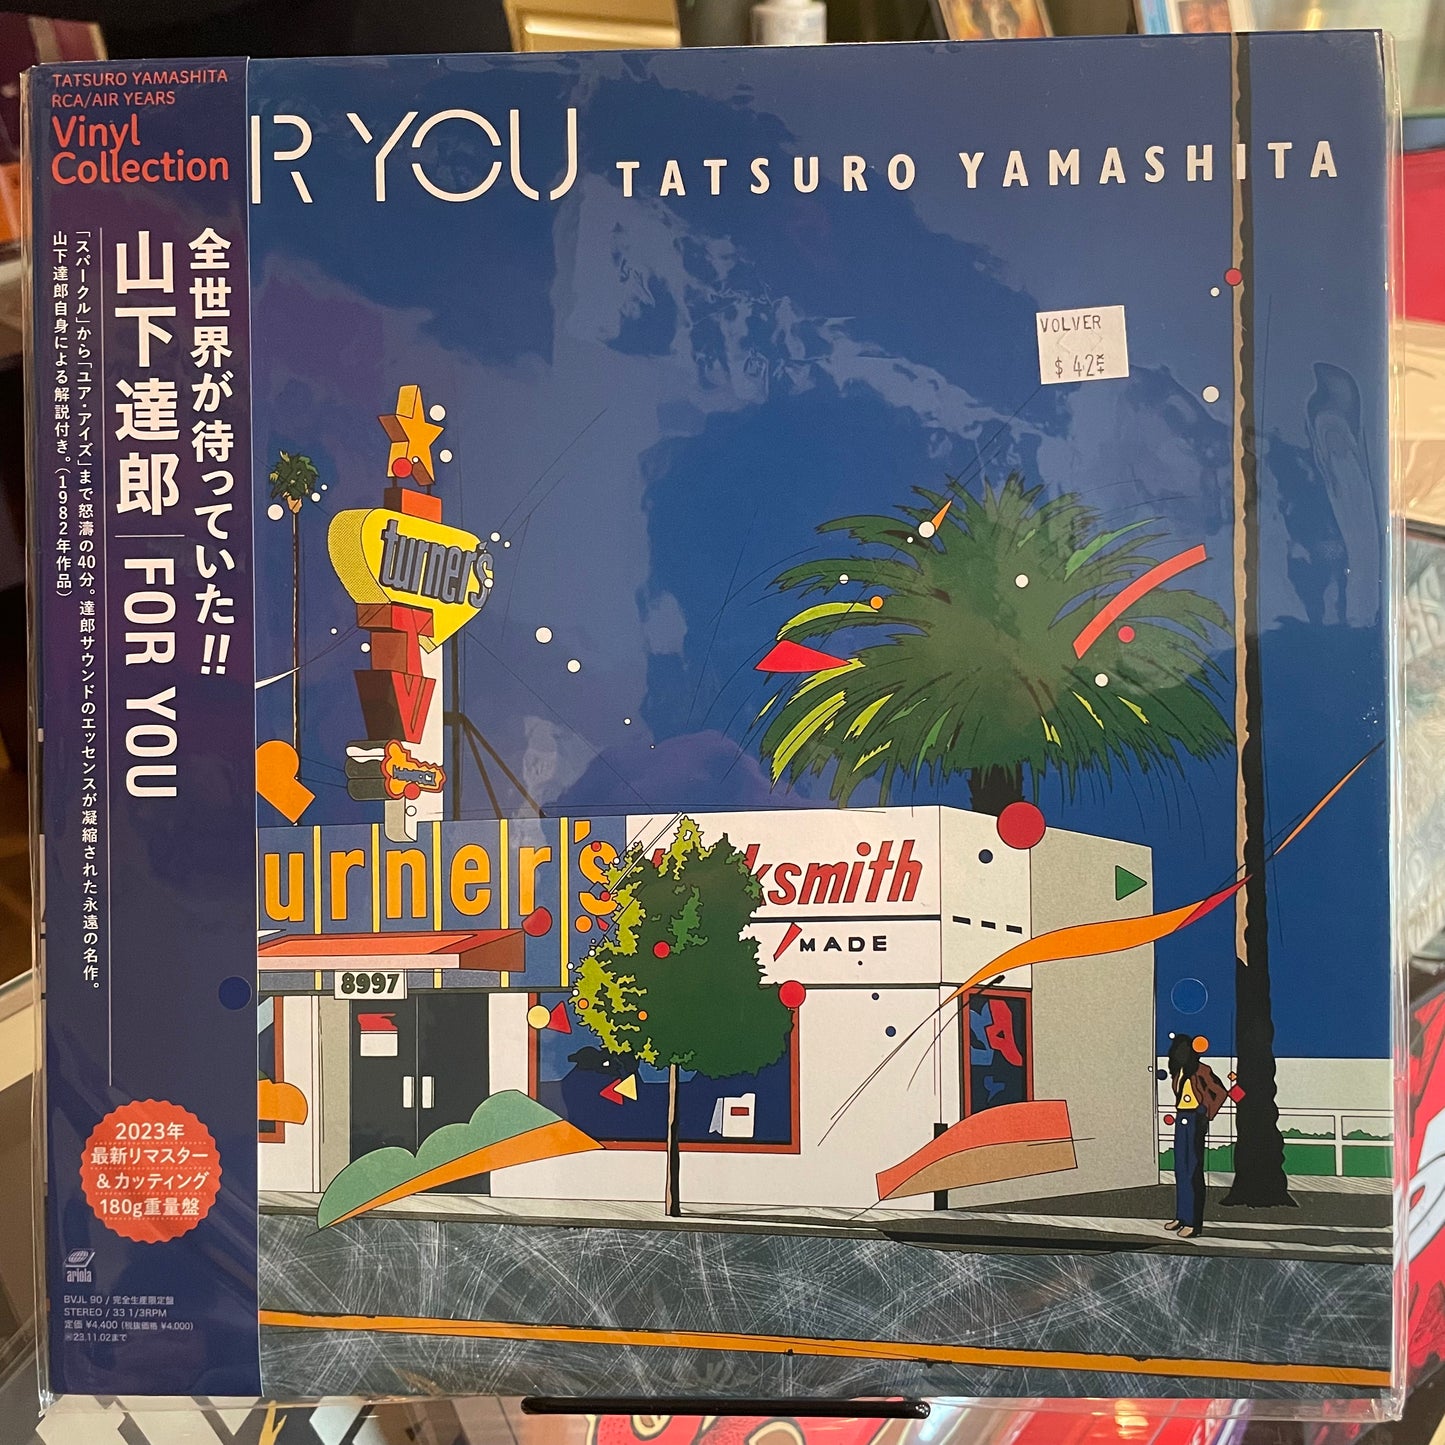 TATSURO YAMASHITA
RCA/AIR YEARS
Vinyl
Collection
全世界が待っていた!!
山下達郎 | FOR YOU
「スパークル」から「ユア・アイズ」まで怒濤の40分。達郎サウンドのエッセンスが凝縮された永遠の名作。
山下達郎自身による解説付き。(1982年作品)
2023年
最新リマスター
&カッティング
180g重量盤
ariola
BVJL 90 / 完全生産限定盤
STEREO / 33 1/3RPM
定価 ¥4,400 (税抜価格 ¥4,000)
23.11.02まで
R YOU TATSURO YAMASHITA
VOLVER
$ 42
turner's
urner's
ksmith
MADE
8997